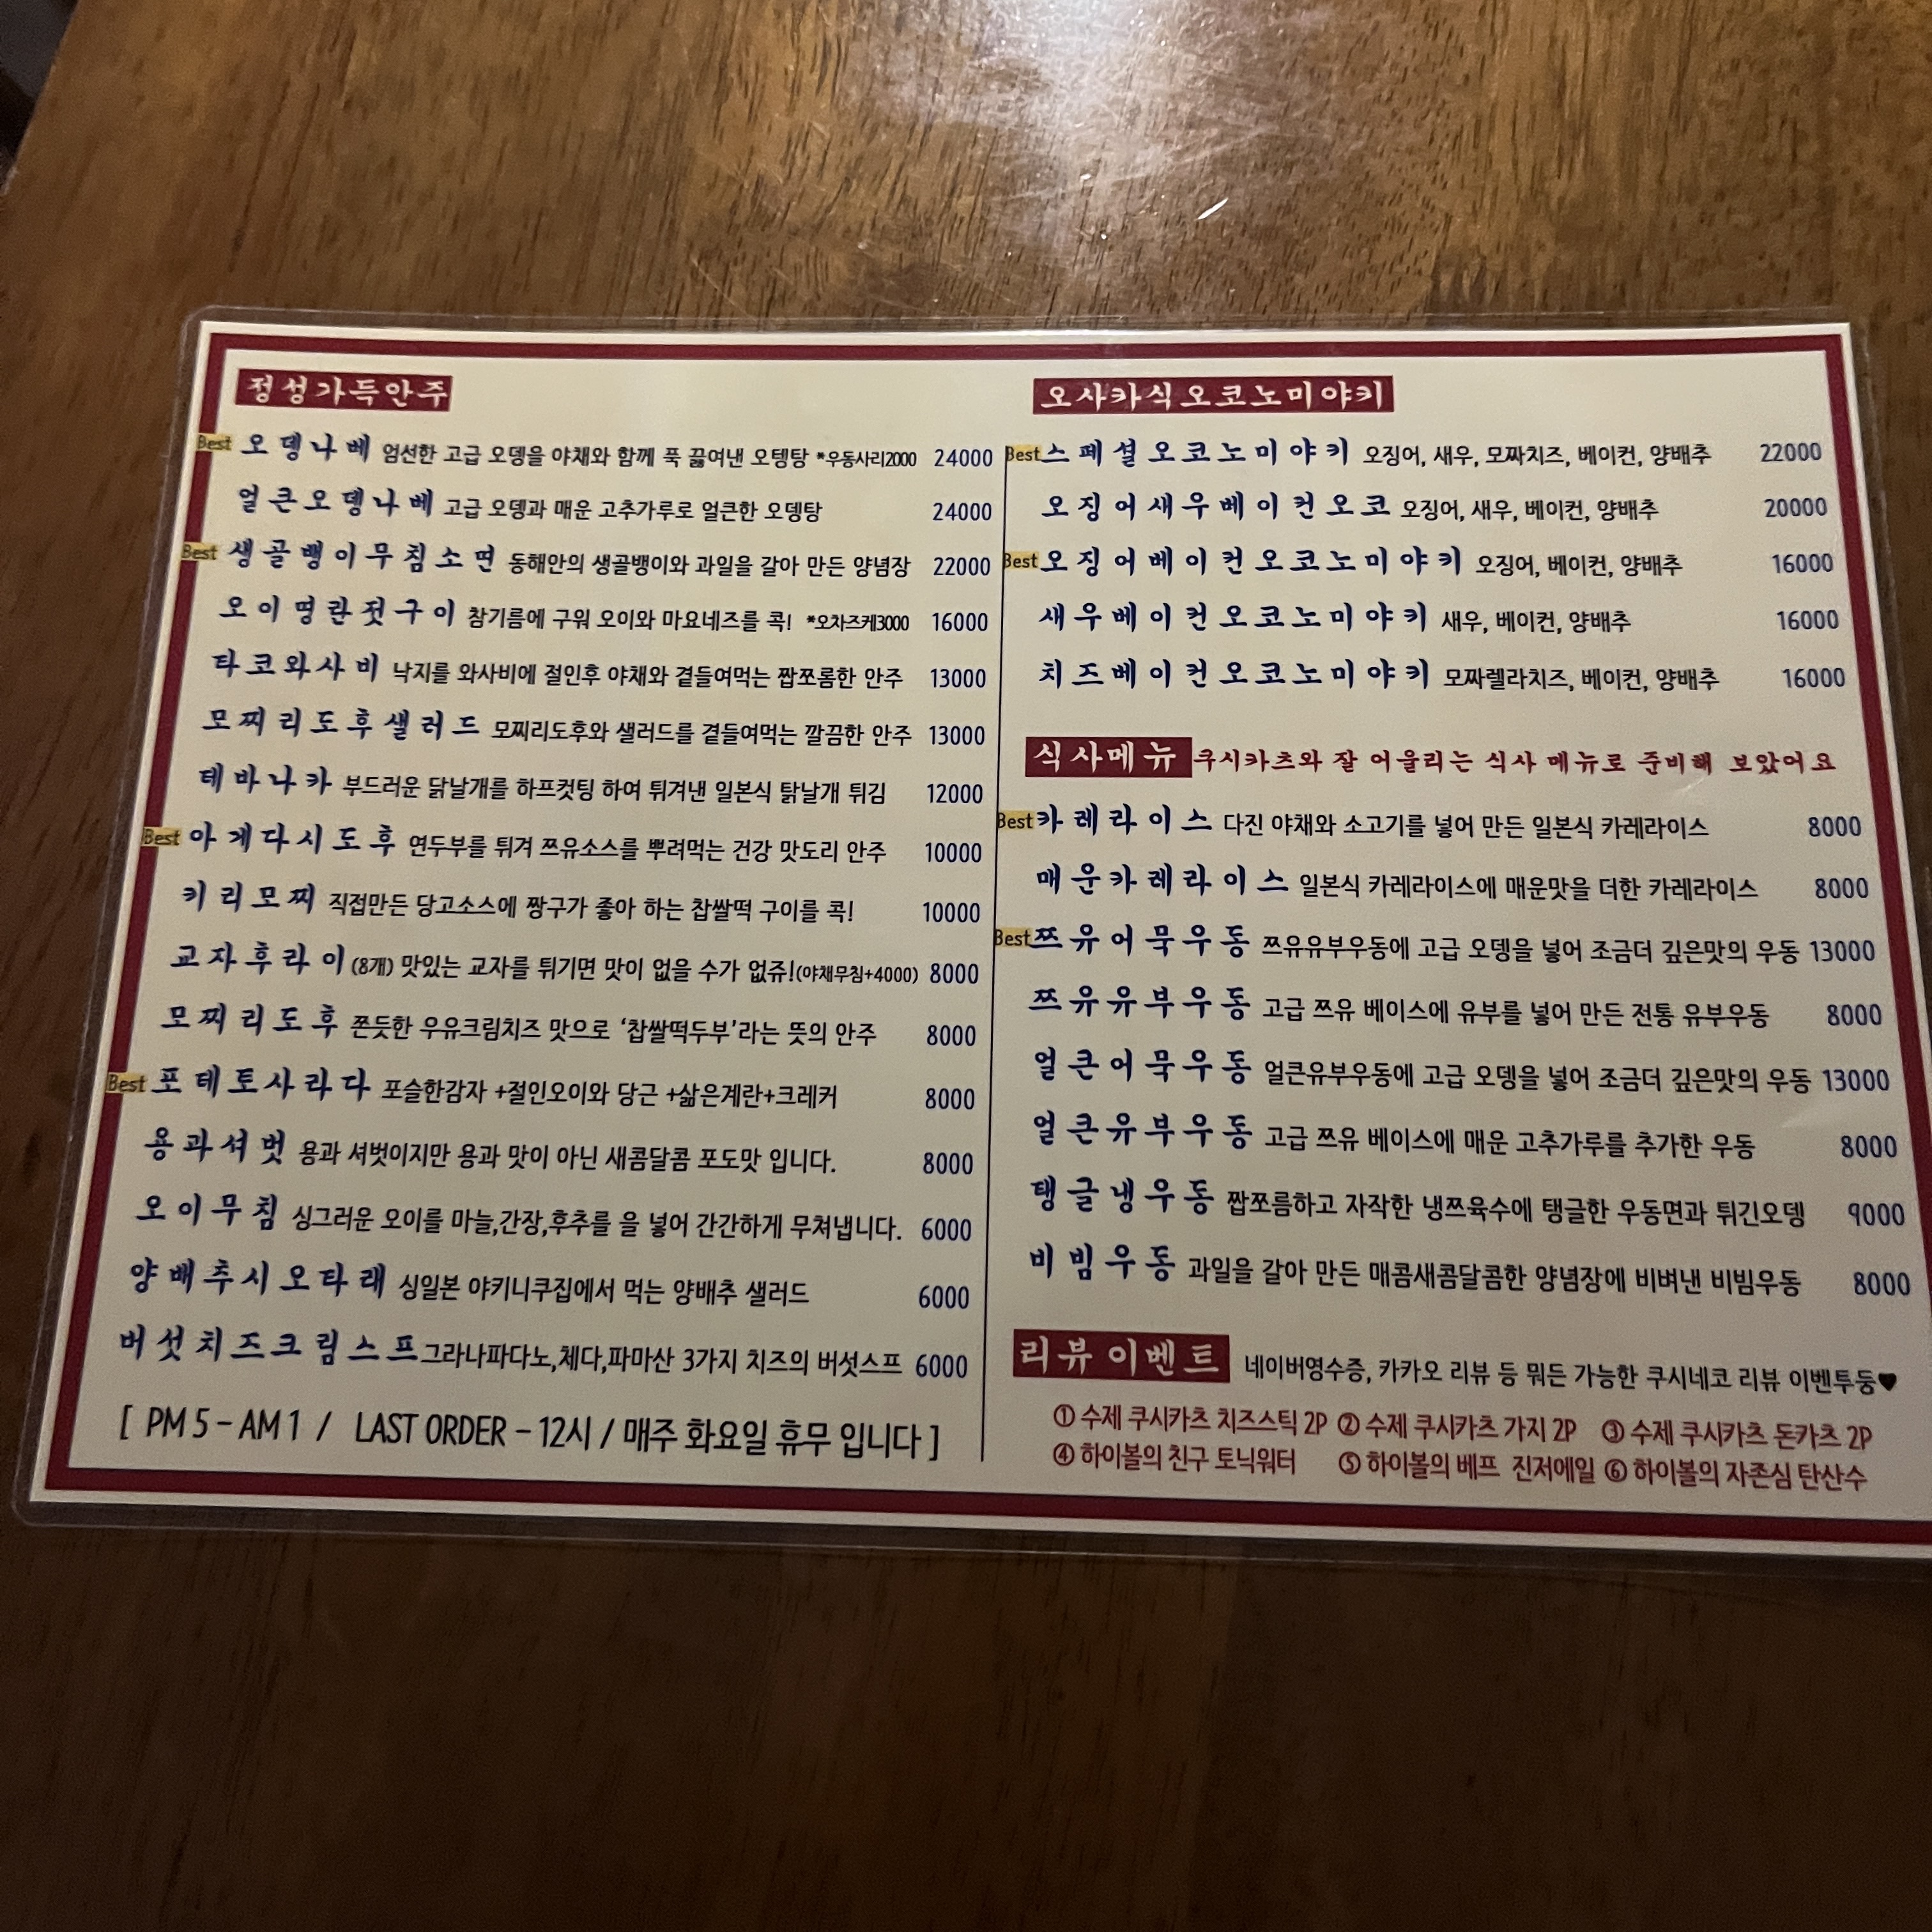 정성가득안주
Best 오뎅나베 엄선한 고급 오뎅을 야채와 함께 푹 끓여낸 오텡탕 *우동사리2000 24000
얼큰오뎅나베 고급 오뎅과 매운 고추가루로 얼큰한 오뎅탕 24000
Best 생골뱅이무침소면 동해안의 생골뱅이와 과일을 갈아 만든 양념장 22000
오이명란젓구이 참기름에 구워 오이와 마요네즈를 콕! *오차즈케3000 16000
타코와사비 낙지를 와사비에 절인후 야채와 곁들여먹는 짭쪼롬한 안주 13000
모찌리도후샐러드 모찌리도후와 샐러드를 곁들여먹는 깔끔한 안주 13000
테바나카 부드러운 닭날개를 하프컷팅 하여 튀겨낸 일본식 탉날개 튀김 12000
Best 아게다시도후 연두부를 튀겨 쯔유소스를 뿌려먹는 건강 맛도리 안주 10000
키리모찌 직접만든 당고소스에 짱구가 좋아 하는 찹쌀떡 구이를 콕! 10000
교자후라이(8개) 맛있는 교자를 튀기면 맛이 없을 수가 없쥬!(야채무침+4000) 8000
모찌리도후 쫀듯한 우유크림치즈 맛으로 '찹쌀떡두부'라는 뜻의 안주 8000
Best 포테토사라다 포슬한감자 +절인오이와 당근 +삶은계란+크레커 8000
용과셔벗 용과 셔벗이지만 용과 맛이 아닌 새콤달콤 포도맛 입니다. 8000
오이무침 싱그러운 오이를 마늘,간장,후추를 을 넣어 간간하게 무쳐냅니다. 6000
양배추시오타래 싱일본 야키니쿠집에서 먹는 양배추 샐러드 6000
버섯치즈크림스프그라나파다노,체다,파마산 3가지 치즈의 버섯스프 6000
[ PM 5 - AM 1 / LAST ORDER - 12시 / 매주 화요일 휴무 입니다 ]
오사카식오코노미야키
Best 스페셜오코노미야키 오징어, 새우, 모짜치즈, 베이컨, 양배추 22000
오징어새우베이컨오코 오징어, 새우, 베이컨, 양배추 20000
Best 오징어베이컨오코노미야키 오징어, 베이컨, 양배추 16000
새우베이컨오코노미야키 새우, 베이컨, 양배추 16000
치즈베이컨오코노미야키 모짜렐라치즈, 베이컨, 양배추 16000
식사메뉴 쿠시카츠와 잘 어울리는 식사 메뉴로 준비해 보았어요
Best 카레라이스 다진 야채와 소고기를 넣어 만든 일본식 카레라이스 8000
매운카레라이스 일본식 카레라이스에 매운맛을 더한 카레라이스 8000
Best 쯔유어묵우동 쯔유유부우동에 고급 오뎅을 넣어 조금더 깊은맛의 우동 13000
쯔유유부우동 고급 쯔유 베이스에 유부를 넣어 만든 전통 유부우동 8000
얼큰어묵우동 얼큰유부우동에 고급 오뎅을 넣어 조금더 깊은맛의 우동 13000
얼큰유부우동 고급 쯔유 베이스에 매운 고추가루를 추가한 우동 8000
탱글냉우동 짭쪼름하고 자작한 냉쯔육수에 탱글한 우동면과 튀긴오뎅 9000
비빔우동 과일을 갈아 만든 매콤새콤달콤한 양념장에 비벼낸 비빔우동 8000
리뷰이벤트 네이버영수증, 카카오 리뷰 등 뭐든 가능한 쿠시네코 리뷰 이벤투둥♥
① 수제 쿠시카츠 치즈스틱 2P ② 수제 쿠시카츠 가지 2P ③ 수제 쿠시카츠 돈카츠 2P
④ 하이볼의 친구 토닉워터 ⑤ 하이볼의 베프 진저에일 ⑥ 하이볼의 자존심 탄산수